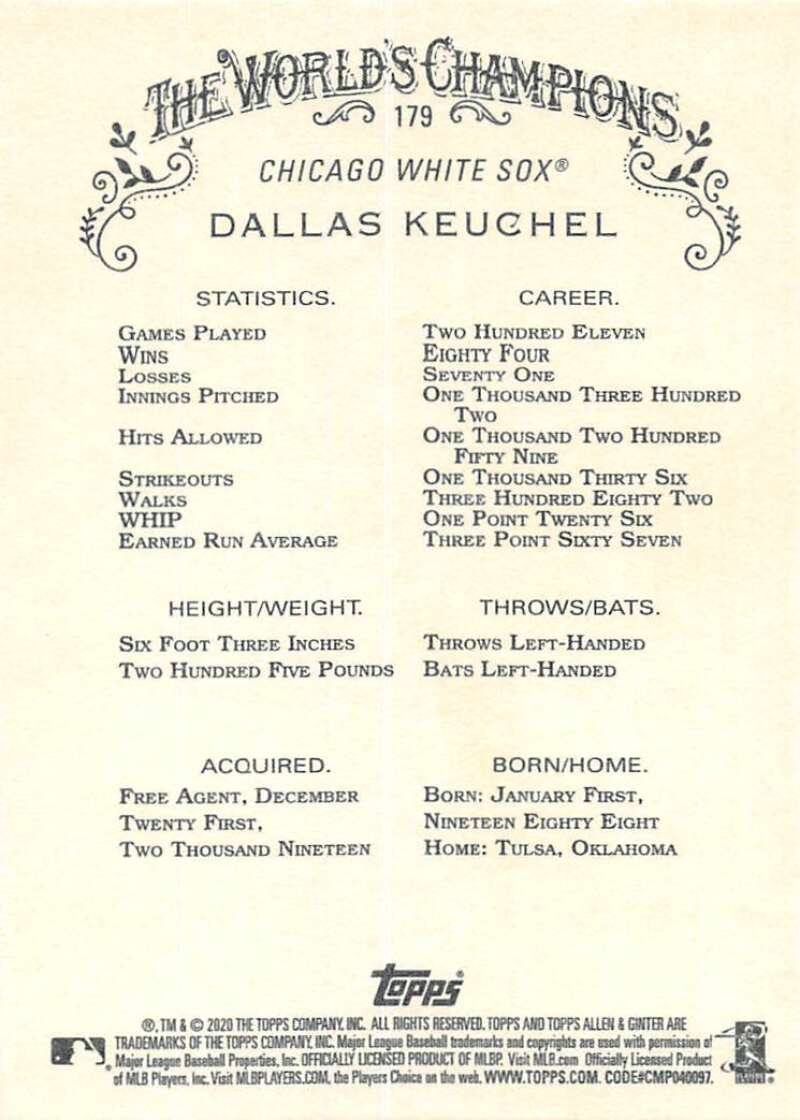 THE WORLD'S CHAMPIONS
179
CHICAGO WHITE SOX®
DALLAS KEUCHEL
STATISTICS. CAREER.
GAMES PLAYED TWO HUNDRED ELEVEN
WINS EIGHTY FOUR
LOSSES SEVENTY ONE
INNINGS PITCHED ONE THOUSAND THREE HUNDRED
TWO
HITS ALLOWED ONE THOUSAND TWO HUNDRED
FIFTY NINE
STRIKEOUTS ONE THOUSAND THIRTY SIX
WALKS THREE HUNDRED EIGHTY TWO
WHIP ONE POINT TWENTY SIX
EARNED RUN AVERAGE THREE POINT SIXTY SEVEN
HEIGHT/WEIGHT. THROWS/BATS.
SIX FOOT THREE INCHES THROWS LEFT-HANDED
TWO HUNDRED FIVE POUNDS BATS LEFT-HANDED
ACQUIRED. BORN/HOME.
FREE AGENT, DECEMBER BORN: JANUARY FIRST,
TWENTY FIRST, NINETEEN EIGHTY EIGHT
TWO THOUSAND NINETEEN HOME: TULSA, OKLAHOMA
topps®
®, TM & © 2020 THE TOPPS COMPANY, INC. ALL RIGHTS RESERVED. TOPPS AND TOPPS ALLEN & GINTER ARE
TRADEMARKS OF THE TOPPS COMPANY, INC. Major League Baseball trademarks and copyrights are used with permission of
Major League Baseball Properties, Inc. OFFICIALLY LICENSED PRODUCT OF MLBP. Visit MLB.com Officially Licensed Product
of MLB Players, Inc. Visit MLBPLAYERS.COM, the Players Choice on the web. WWW.TOPPS.COM. CODE#CMP040097.